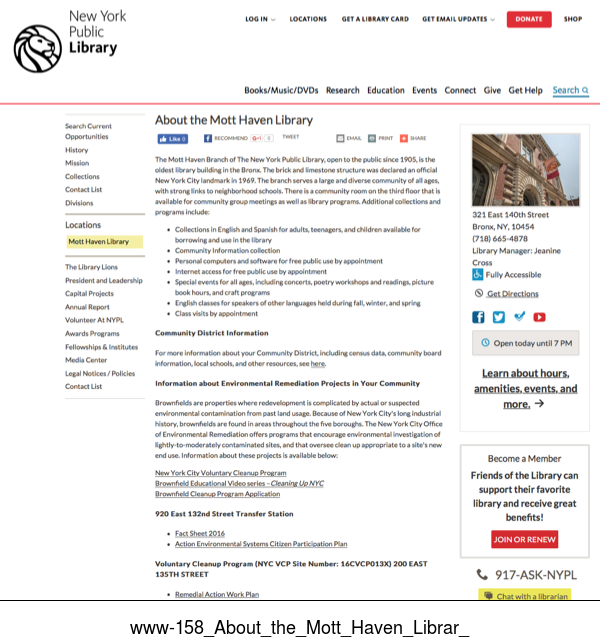 New York
Public
Library
LOG IN
LOCATIONS
GET A LIBRARY CARD
GET EMAIL UPDATES
DONATE
SHOP
Books/Music/DVDs Research Education Events Connect Give Get Help Search
Search Current
Opportunities
History
Mission
Collections
Contact List
Divisions
Locations
Mott Haven Library
The Library Lions
President and Leadership
Capital Projects
Annual Report
Volunteer At NYPL
Awards Programs
Fellowships & Institutes
Media Center
Legal Notices / Policies
Contact List
About the Mott Haven Library
Like 0 RECOMMEND G+1 0 TWEET EMAIL PRINT SHARE
The Mott Haven Branch of The New York Public Library, open to the public since 1905, is the
oldest library building in the Bronx. The brick and limestone structure was declared an official
New York City landmark in 1969. The branch serves a large and diverse community of all ages,
with strong links to neighborhood schools. There is a community room on the third floor that is
available for community group meetings as well as library programs. Additional collections and
programs include:
• Collections in English and Spanish for adults, teenagers, and children available for
borrowing and use in the library
• Community Information collection
• Personal computers and software for free public use by appointment
• Internet access for free public use by appointment
• Special events for all ages, including concerts, poetry workshops and readings, picture
book hours, and craft programs
• English classes for speakers of other languages held during fall, winter, and spring
• Class visits by appointment
Community District Information
For more information about your Community District, including census data, community board
information, local schools, and other resources, see here.
Information about Environmental Remediation Projects in Your Community
Brownfields are properties where redevelopment is complicated by actual or suspected
environmental contamination from past land usage. Because of New York City's long industrial
history, brownfields are found in areas throughout the five boroughs. The New York City Office
of Environmental Remediation offers programs that encourage environmental investigation of
lightly-to-moderately contaminated sites, and that oversee clean up appropriate to a site's new
end use. Information about these projects is available below:
New York City Voluntary Cleanup Program
Brownfield Educational Video series – Cleaning Up NYC
Brownfield Cleanup Program Application
920 East 132nd Street Transfer Station
• Fact Sheet 2016
• Action Environmental Systems Citizen Participation Plan
Voluntary Cleanup Program (NYC VCP Site Number: 16CVCP013X) 200 EAST
135TH STREET
• Remedial Action Work Plan
321 East 140th Street
Bronx, NY, 10454
(718) 665-4878
Library Manager: Jeanine
Cross
Fully Accessible
Get Directions
Open today until 7 PM
Learn about hours,
amenities, events, and
more. →
Become a Member
Friends of the Library can
support their favorite
library and receive great
benefits!
JOIN OR RENEW
917-ASK-NYPL
Chat with a librarian
www-158_About_the_Mott_Haven_Librar_